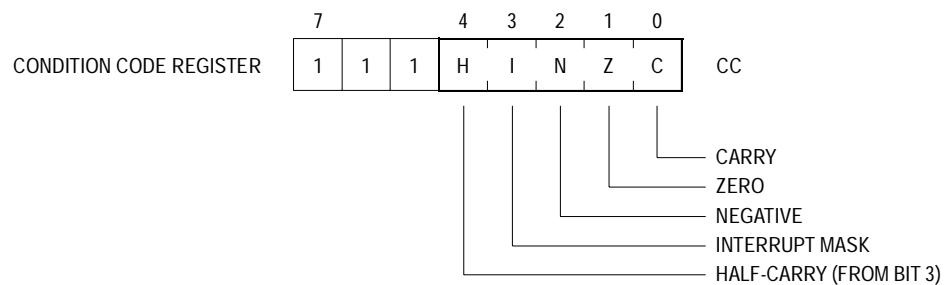 7 4 3 2 1 0
CONDITION CODE REGISTER 1 1 1 H I N Z C CC
CARRY
ZERO
NEGATIVE
INTERRUPT MASK
HALF-CARRY (FROM BIT 3)